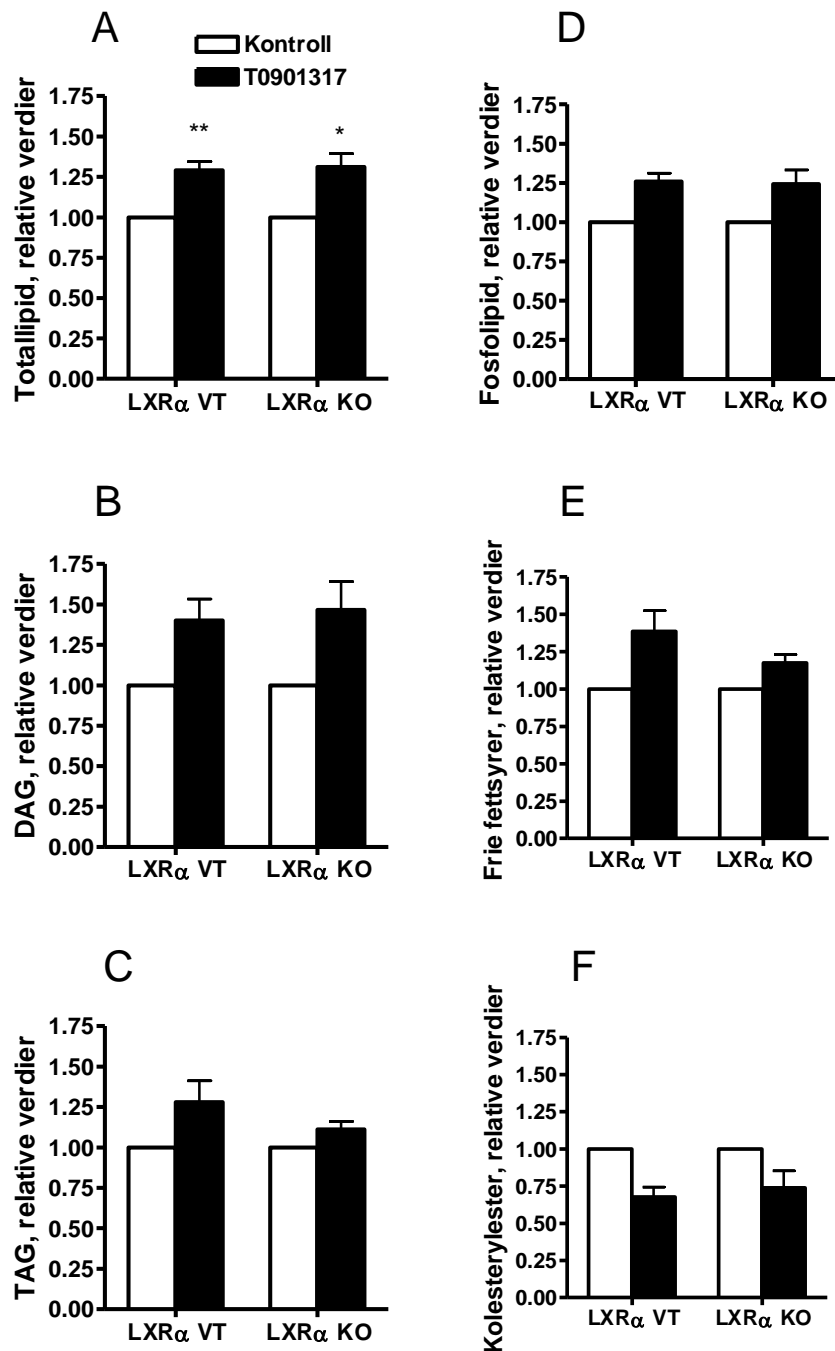 A
Kontroll
T0901317
Totallipid, relative verdier
1.75
1.50
1.25
1.00
0.75
0.50
0.25
0.00
**
*
LXRα VT
LXRα KO
D
Fosfolipid, relative verdier
1.75
1.50
1.25
1.00
0.75
0.50
0.25
0.00
LXRα VT
LXRα KO
B
DAG, relative verdier
1.75
1.50
1.25
1.00
0.75
0.50
0.25
0.00
LXRα VT
LXRα KO
E
Frie fettsyrer, relative verdier
1.75
1.50
1.25
1.00
0.75
0.50
0.25
0.00
LXRα VT
LXRα KO
C
TAG, relative verdier
1.75
1.50
1.25
1.00
0.75
0.50
0.25
0.00
LXRα VT
LXRα KO
F
Kolesterylester, relative verdier
1.75
1.50
1.25
1.00
0.75
0.50
0.25
0.00
LXRα VT
LXRα KO